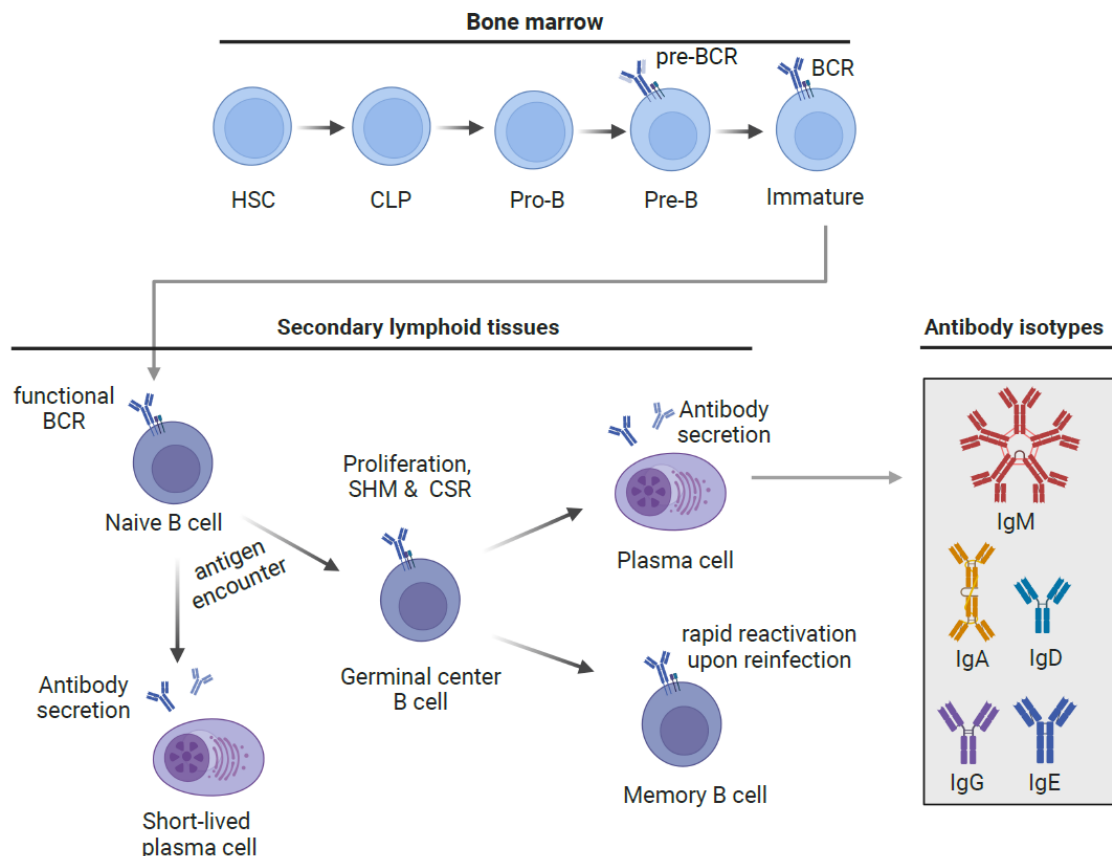 Bone marrow
pre-BCR
BCR
HSC
CLP
Pro-B
Pre-B
Immature
Secondary lymphoid tissues
Antibody isotypes
functional
BCR
Naive B cell
antigen
encounter
Proliferation,
SHM & CSR
Germinal center
B cell
Antibody
secretion
Plasma cell
rapid reactivation
upon reinfection
Memory B cell
Antibody
secretion
Short-lived
plasma cell
IgM
IgA
IgD
IgG
IgE